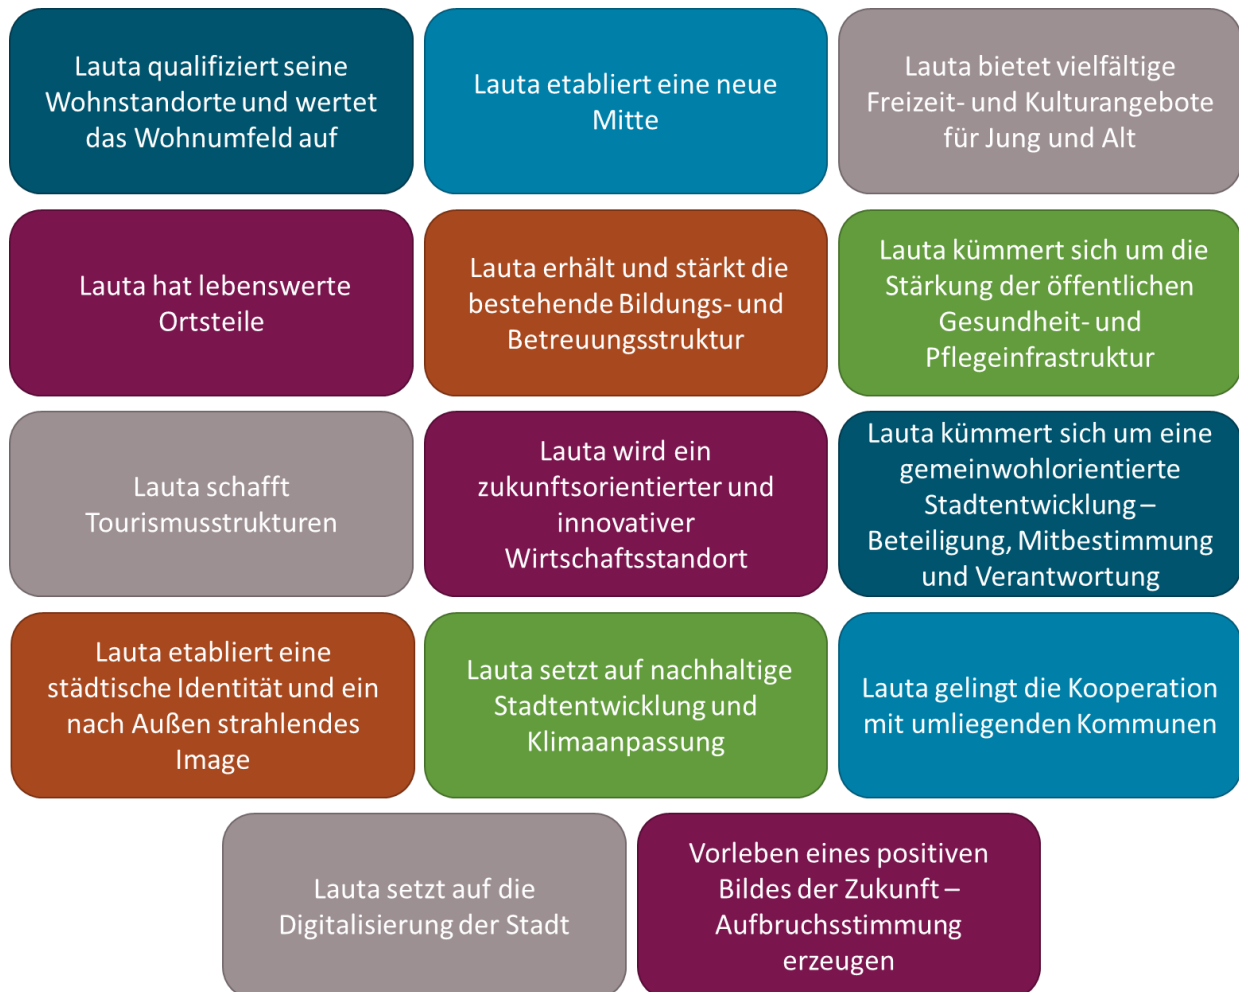 Lauta qualifiziert seine
Wohnstandorte und wertet
das Wohnumfeld auf
Lauta etabliert eine neue
Mitte
Lauta bietet vielfältige
Freizeit- und Kulturangebote
für Jung und Alt
Lauta hat lebenswerte
Ortsteile
Lauta erhält und stärkt die
bestehende Bildungs- und
Betreuungsstruktur
Lauta kümmert sich um die
Stärkung der öffentlichen
Gesundheit- und
Pflegeinfrastruktur
Lauta schafft
Tourismusstrukturen
Lauta wird ein
zukunftsorientierter und
innovativer
Wirtschaftsstandort
Lauta kümmert sich um eine
gemeinwohlorientierte
Stadtentwicklung –
Beteiligung, Mitbestimmung
und Verantwortung
Lauta etabliert eine
städtische Identität und ein
nach Außen strahlendes
Image
Lauta setzt auf nachhaltige
Stadtentwicklung und
Klimaanpassung
Lauta gelingt die Kooperation
mit umliegenden Kommunen
Lauta setzt auf die
Digitalisierung der Stadt
Vorleben eines positiven
Bildes der Zukunft –
Aufbruchsstimmung
erzeugen